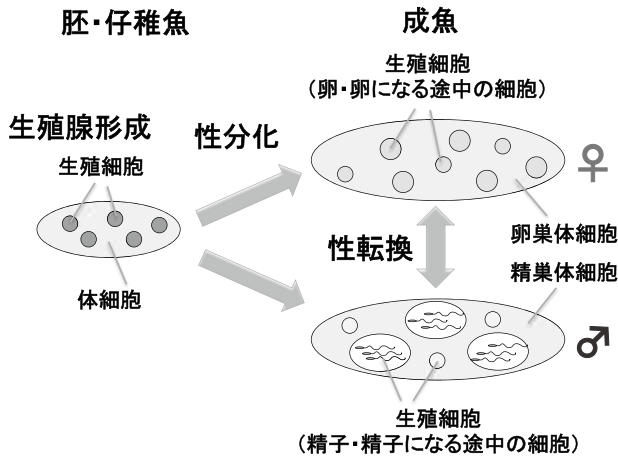 胚・仔稚魚
成魚
生殖細胞
(卵・卵になる途中の細胞)
生殖腺形成
性分化
生殖細胞
♀
卵巣体細胞
性転換
精巣体細胞
体細胞
♂
生殖細胞
(精子・精子になる途中の細胞)